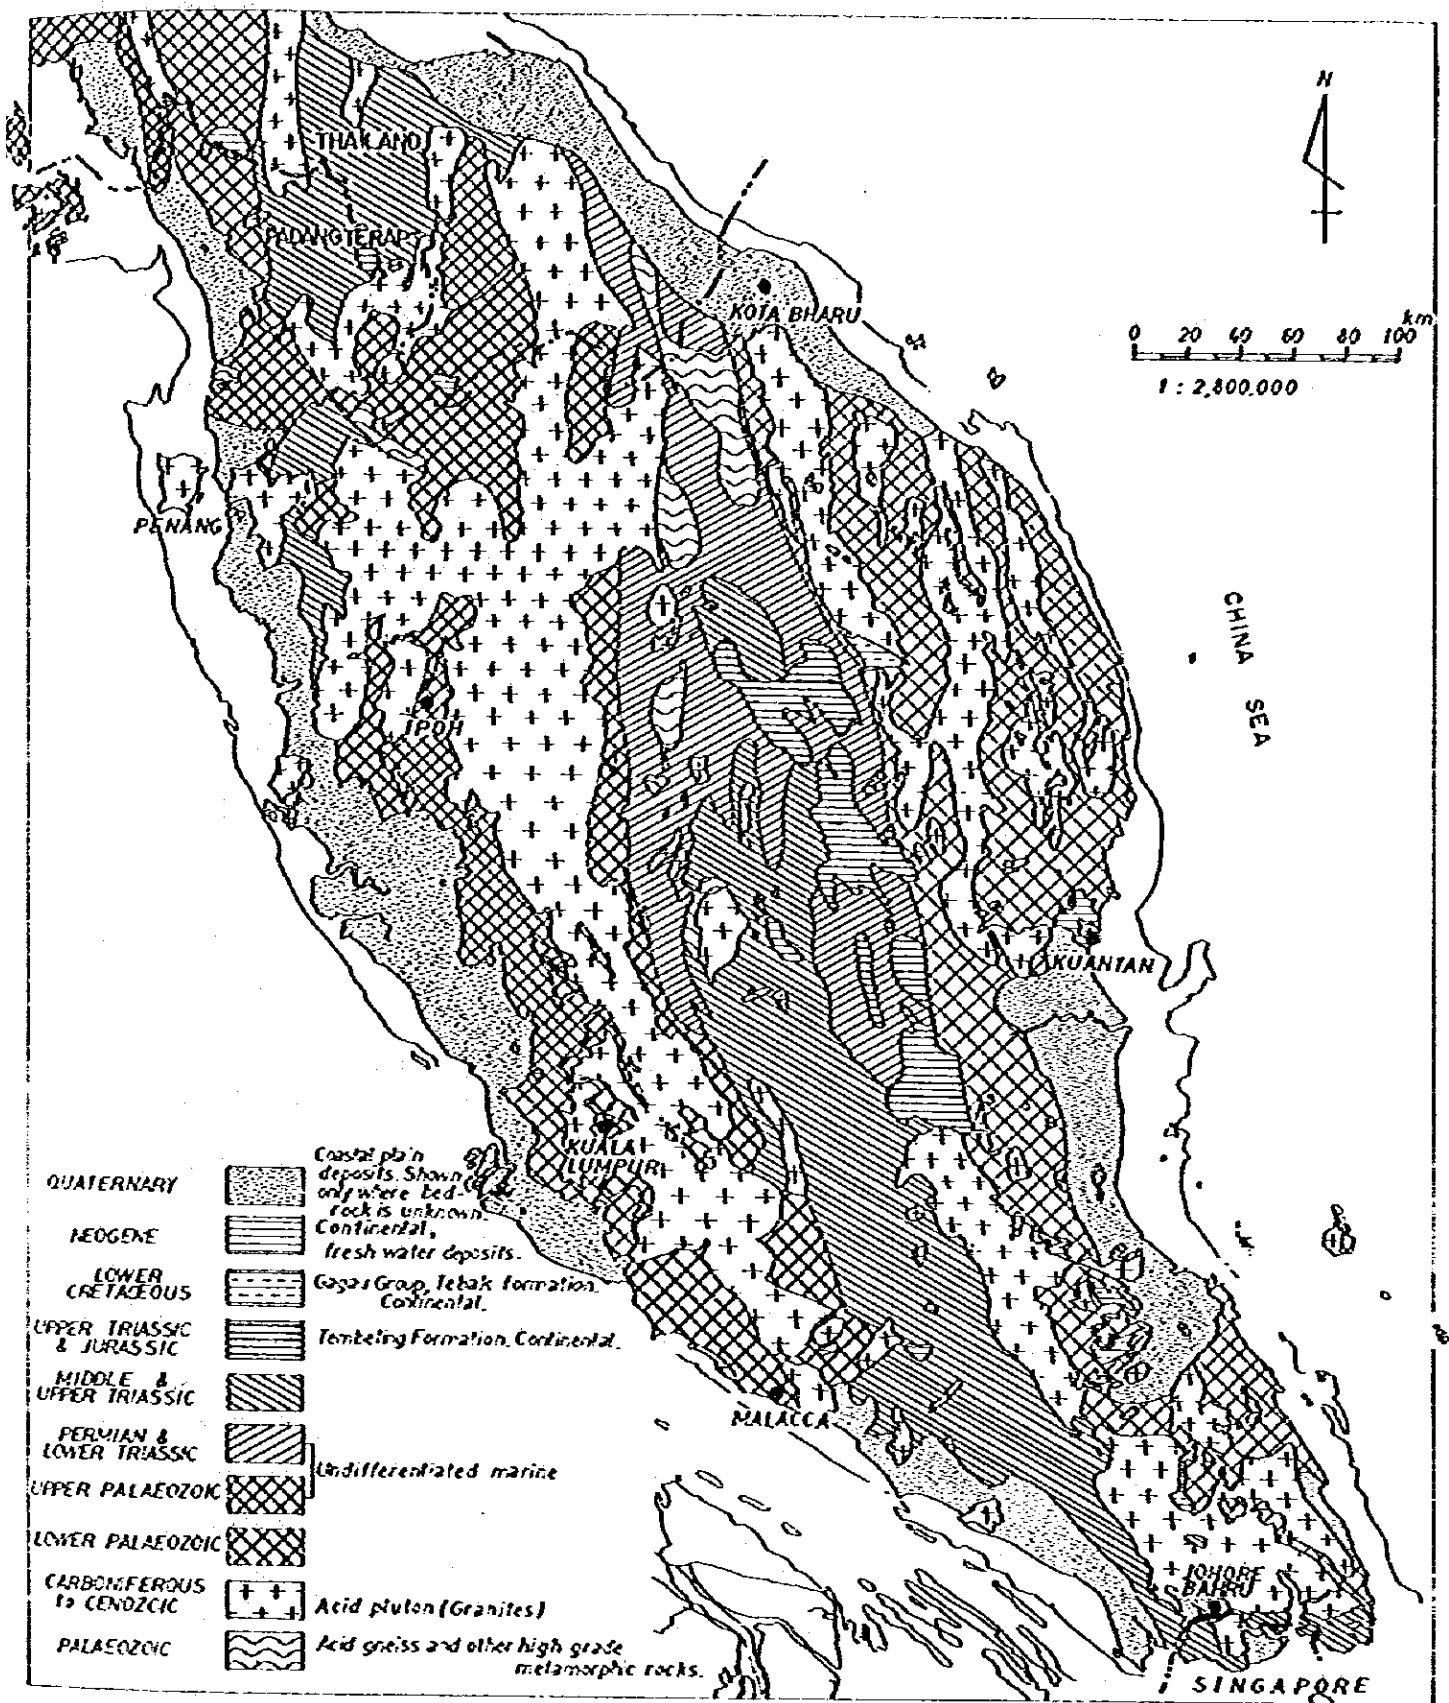 N
THAILAND
PADANG TERAP
KOTA BHARU
km
0 20 40 60 80 100
1 : 2,800,000
PENANG
CHINA SEA
IPOH
KUANTAN
KUALA
LUMPUR
MALACCA
JOHORE
BAHRU
SINGAPORE
QUATERNARY
Coastal plain
deposits. Shown
only where bed-
rock is unknown.
NEOGENE
Continental,
fresh water deposits.
LOWER
CRETACEOUS
Gagau Group, Tebak formation.
Continental.
UPPER TRIASSIC
& JURASSIC
Tembeling Formation. Continental.
MIDDLE &
UPPER TRIASSIC
PERMIAN &
LOWER TRIASSIC
Undifferentiated marine
UPPER PALAEOZOIC
LOWER PALAEOZOIC
CARBONIFEROUS
to CENOZOIC
Acid pluton (Granites)
PALAEOZOIC
Acid gneiss and other high grade
metamorphic rocks.